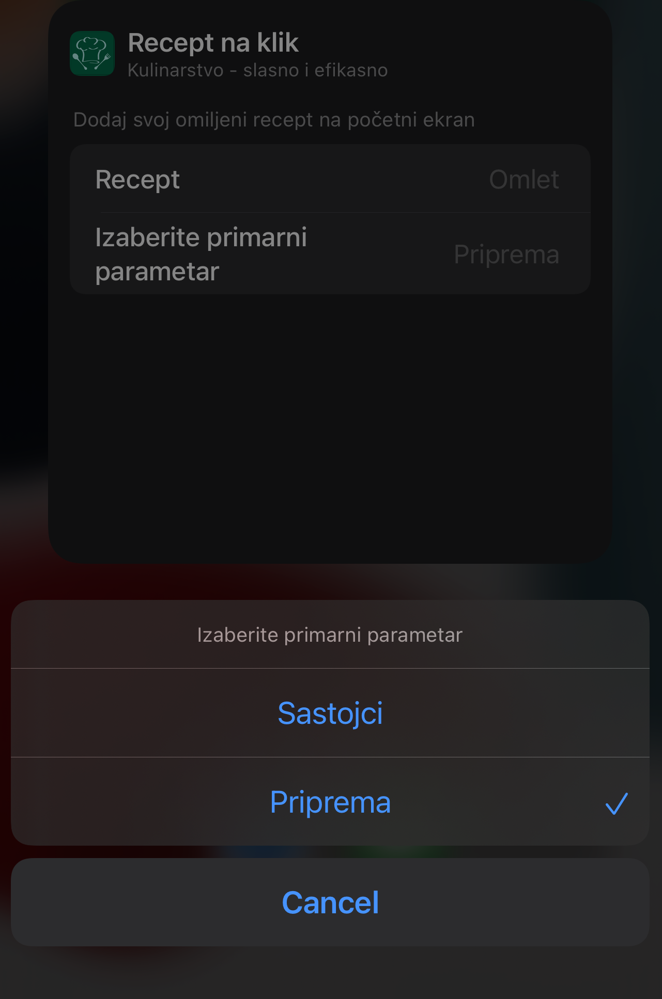 Recept na klik
Kulinarstvo - slasno i efikasno
Dodaj svoj omiljeni recept na početni ekran
Recept
Omlet
Izaberite primarni
parametar
Priprema
Izaberite primarni parametar
Sastojci
Priprema
Cancel